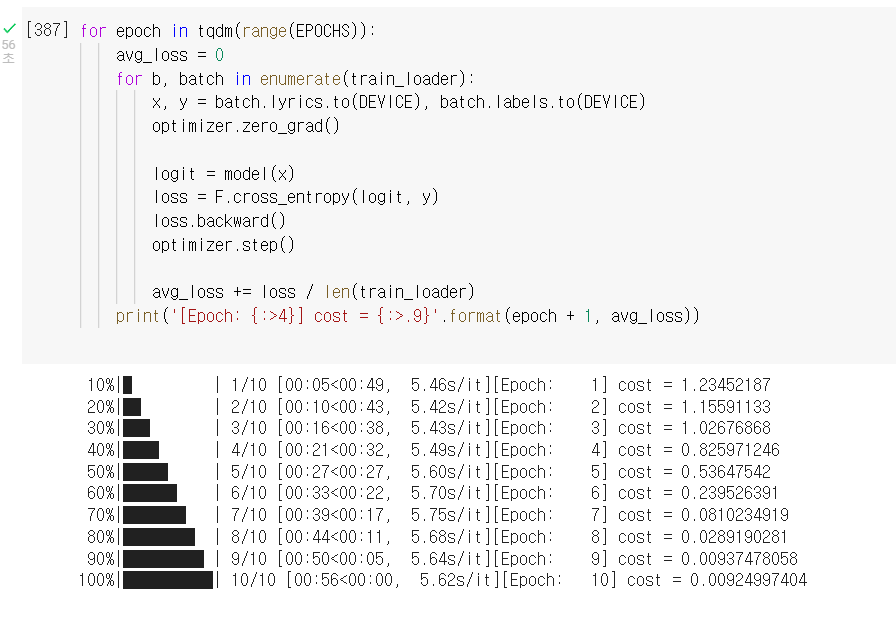 [387] for epoch in tqdm(range(EPOCHS)):
56
초
avg_loss = 0
for b, batch in enumerate(train_loader):
x, y = batch.lyrics.to(DEVICE), batch.labels.to(DEVICE)
optimizer.zero_grad()
logit = model(x)
loss = F.cross_entropy(logit, y)
loss.backward()
optimizer.step()
avg_loss += loss / len(train_loader)
print('[Epoch: {:>4}] cost = {:>.9}'.format(epoch + 1, avg_loss))
10%| | 1/10 [00:05<00:49, 5.46s/it][Epoch: 1] cost = 1.23452187
20%| | 2/10 [00:10<00:43, 5.42s/it][Epoch: 2] cost = 1.15591133
30%| | 3/10 [00:16<00:38, 5.43s/it][Epoch: 3] cost = 1.02676868
40%| | 4/10 [00:21<00:32, 5.49s/it][Epoch: 4] cost = 0.825971246
50%| | 5/10 [00:27<00:27, 5.60s/it][Epoch: 5] cost = 0.53647542
60%| | 6/10 [00:33<00:22, 5.70s/it][Epoch: 6] cost = 0.239526391
70%| | 7/10 [00:39<00:17, 5.75s/it][Epoch: 7] cost = 0.0810234919
80%| | 8/10 [00:44<00:11, 5.68s/it][Epoch: 8] cost = 0.0289190281
90%| | 9/10 [00:50<00:05, 5.64s/it][Epoch: 9] cost = 0.00937478058
100%| | 10/10 [00:56<00:00, 5.62s/it][Epoch: 10] cost = 0.00924997404